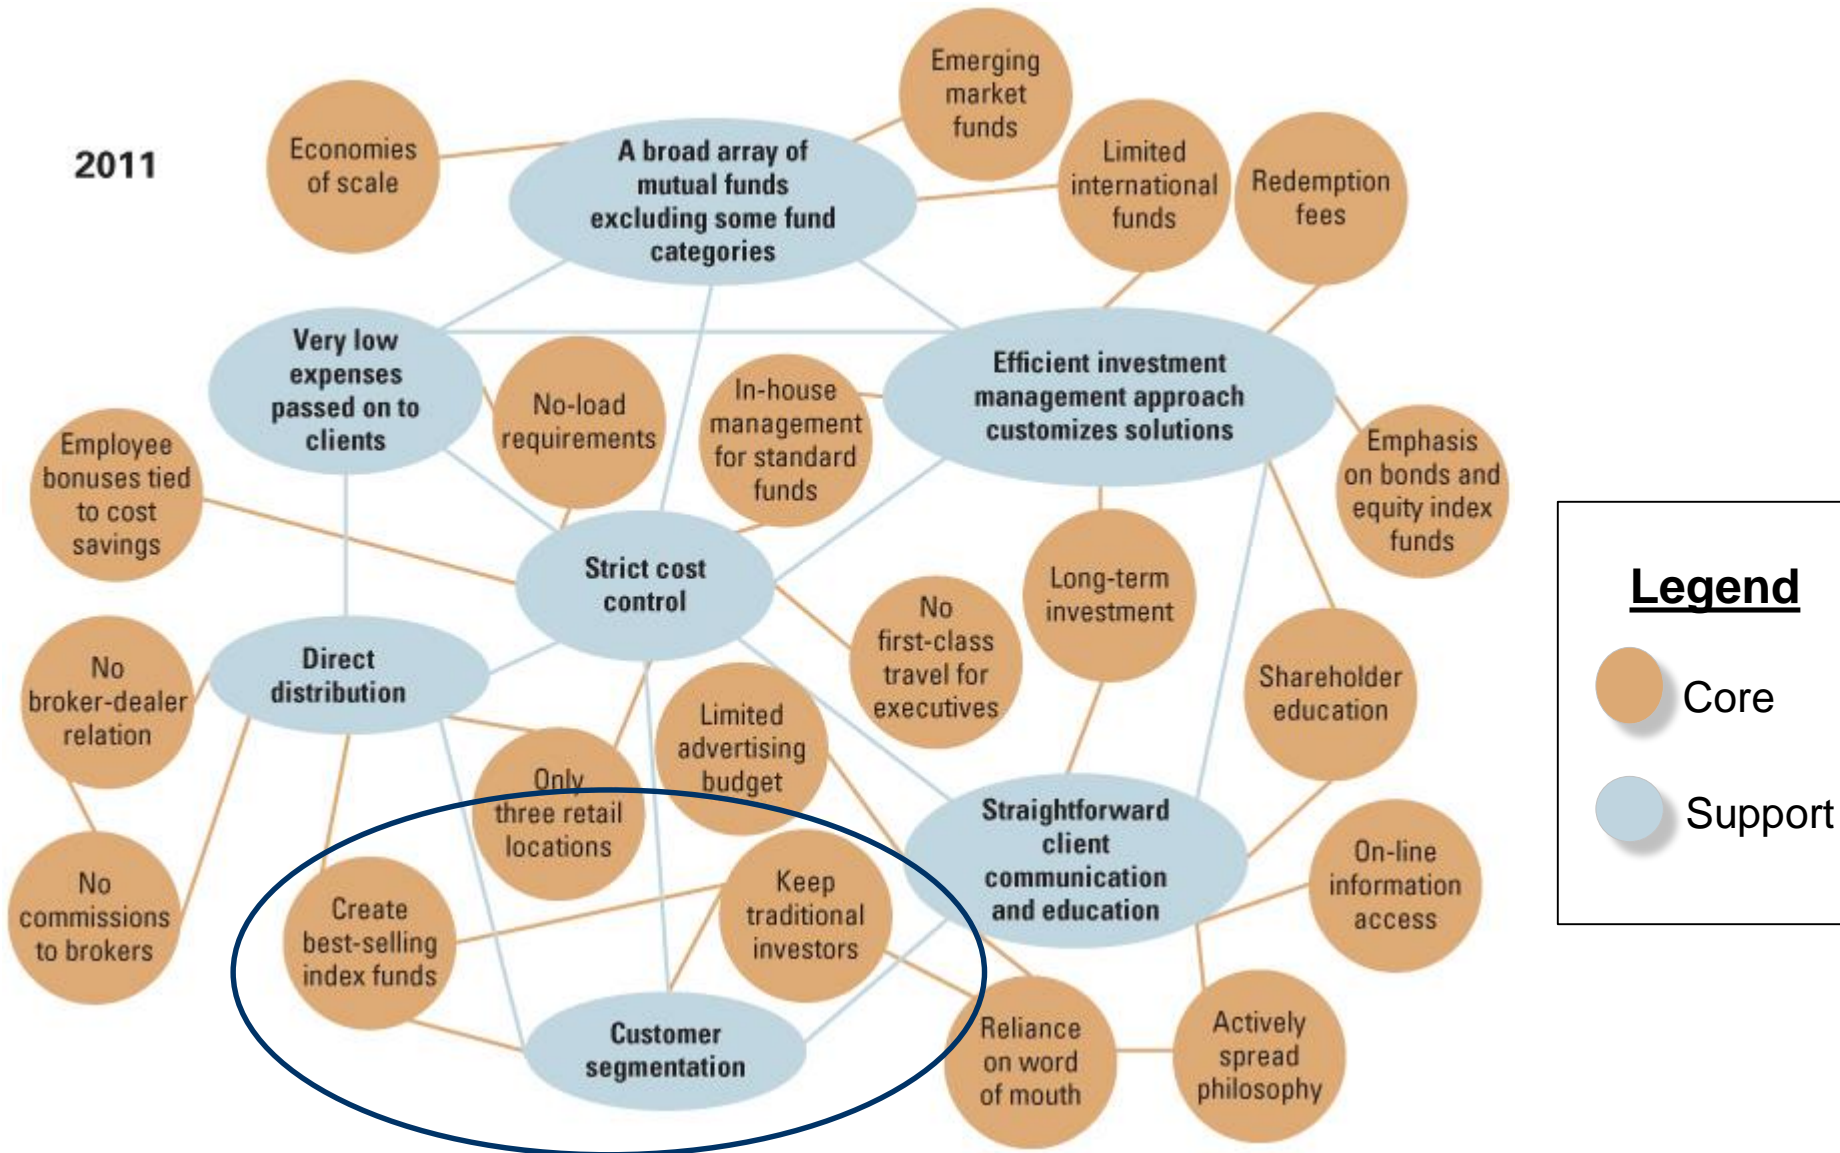 2011
Economies
of scale
A broad array of
mutual funds
excluding some fund
categories
Emerging
market
funds
Limited
international
funds
Redemption
fees
Very low
expenses
passed on to
clients
No-load
requirements
In-house
management
for standard
funds
Efficient investment
management approach
customizes solutions
Emphasis
on bonds and
equity index
funds
Employee
bonuses tied
to cost
savings
Strict cost
control
No
first-class
travel for
executives
Long-term
investment
Shareholder
education
Legend
Core
Support
No
broker-dealer
relation
Direct
distribution
Only
three retail
locations
Limited
advertising
budget
Straightforward
client
communication
and education
On-line
information
access
No
commissions
to brokers
Create
best-selling
index funds
Keep
traditional
investors
Customer
segmentation
Reliance
on word
of mouth
Actively
spread
philosophy